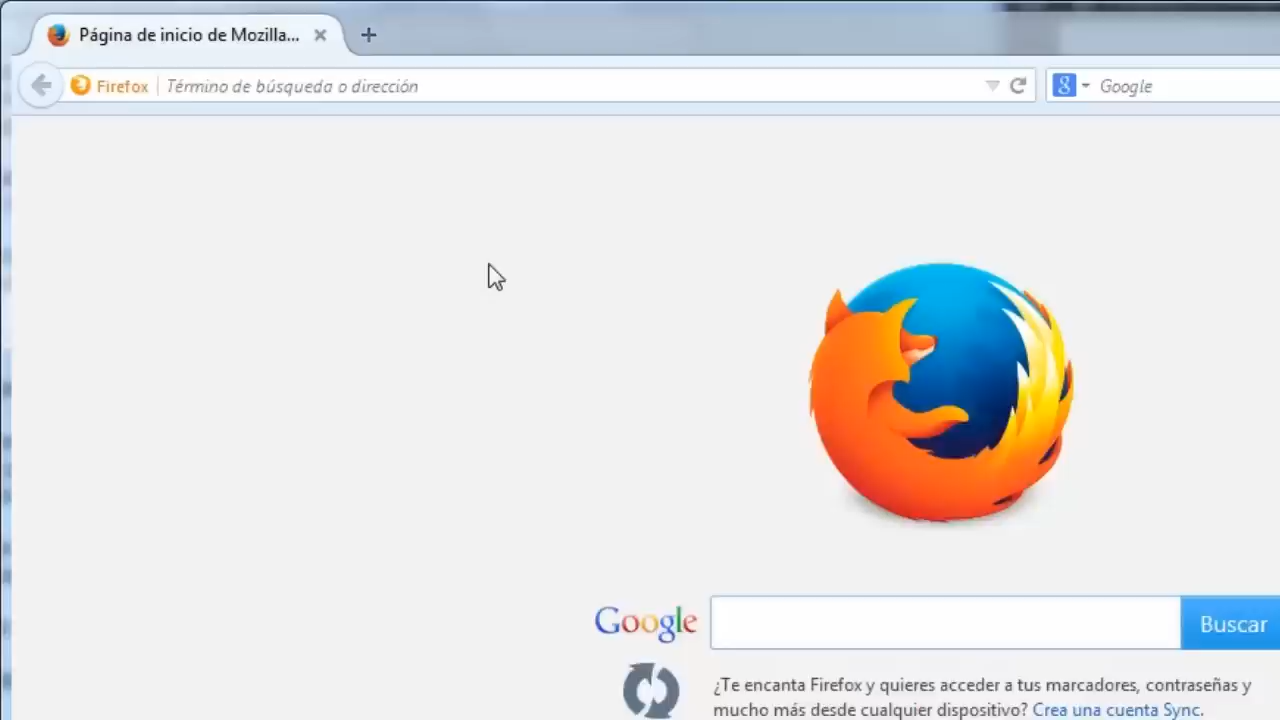 Página de inicio de Mozilla...
Firefox Término de búsqueda o dirección
8 Google
Google
Buscar
¿Te encanta Firefox y quieres acceder a tus marcadores, contraseñas y
mucho más desde cualquier dispositivo? Crea una cuenta Sync.